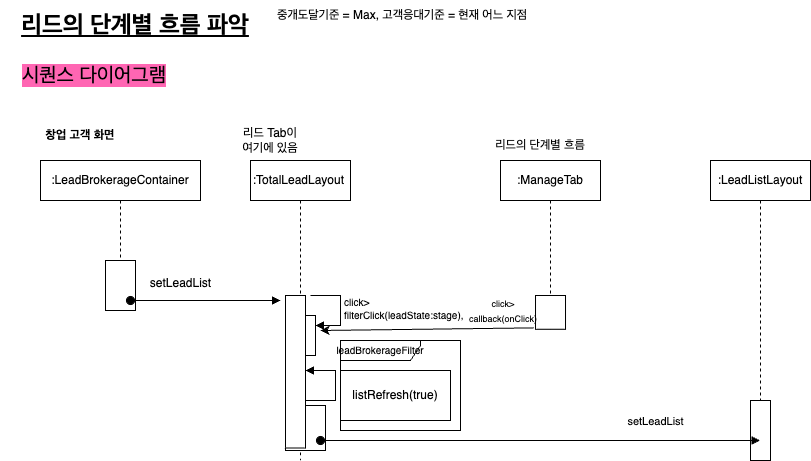 리드의 단계별 흐름 파악
중개도달기준 = Max, 고객응대기준 = 현재 어느 지점
시퀀스 다이어그램
창업 고객 화면
리드 Tab이
여기에 있음
리드의 단계별 흐름
:LeadBrokerageContainer
:TotalLeadLayout
:ManageTab
:LeadListLayout
setLeadList
click>
filterClick(leadState:stage),
click>
callback(onClick)
leadBrokerageFilter
listRefresh(true)
setLeadList